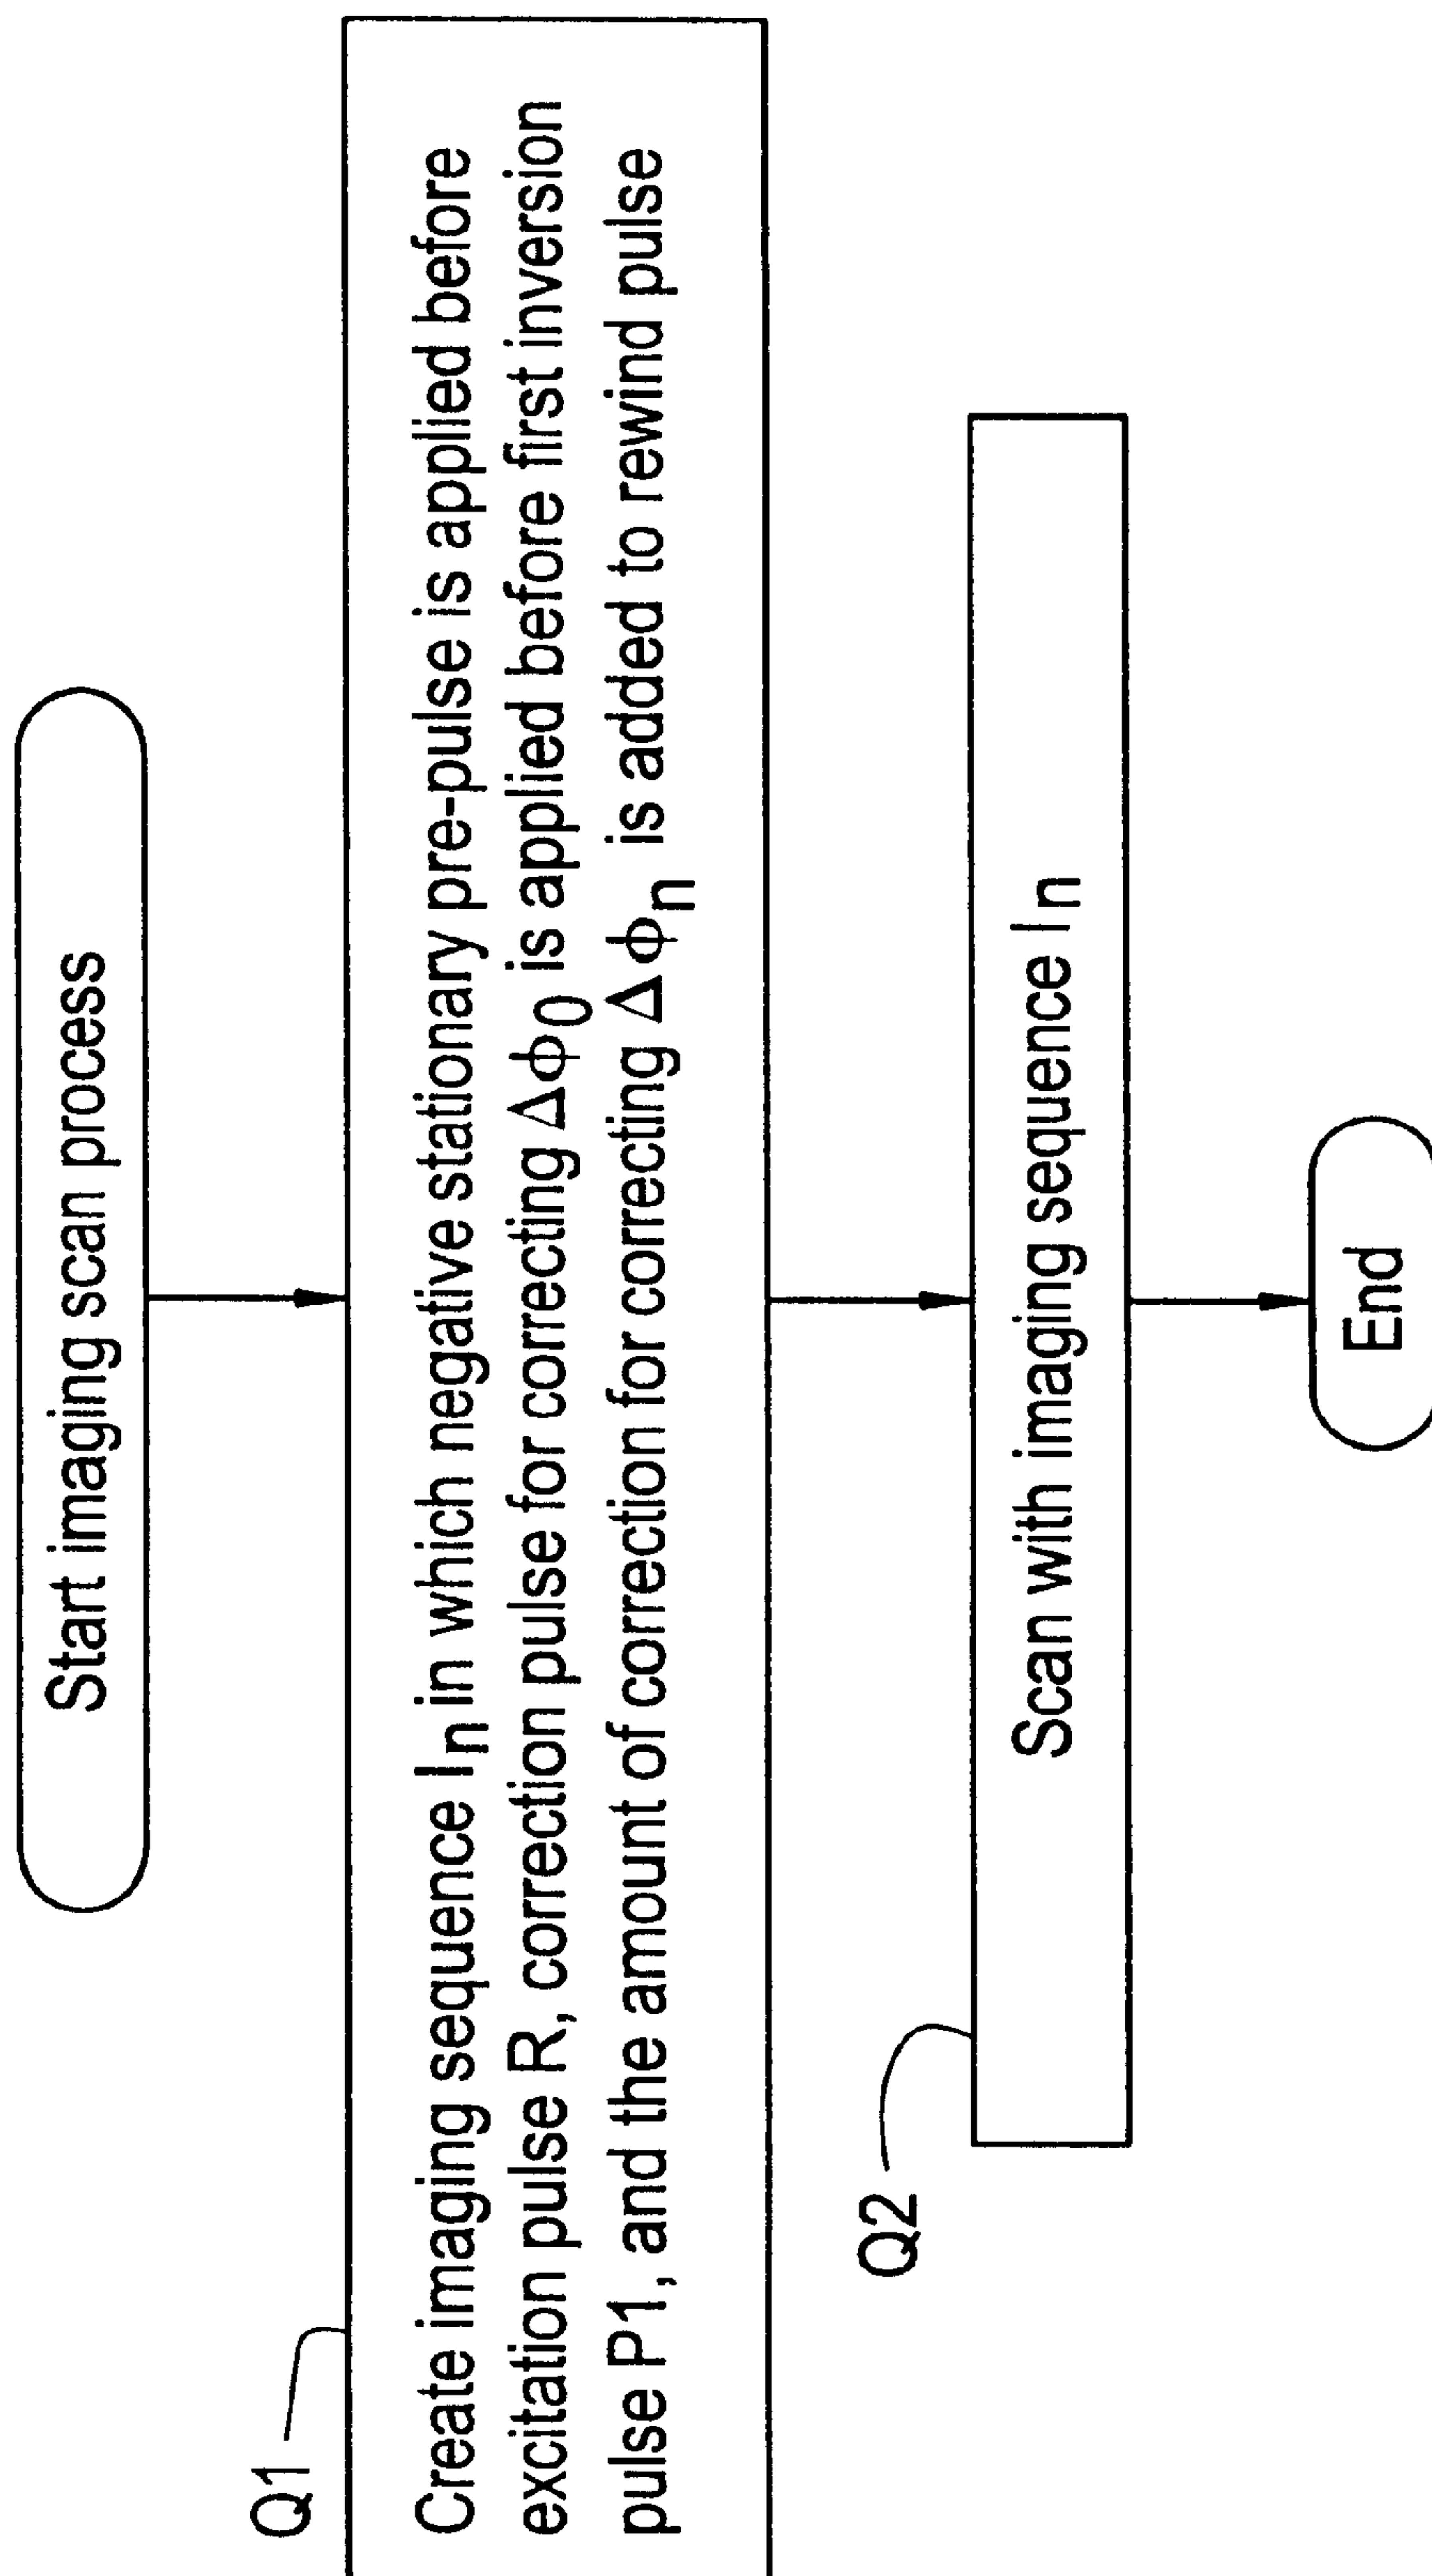 Start imaging scan process
Q1
Create imaging sequence In in which negative stationary pre-pulse is applied before
excitation pulse R, correction pulse for correcting Δϕ0 is applied before first inversion
pulse P1, and the amount of correction for correcting Δϕn is added to rewind pulse
Q2
Scan with imaging sequence In
End